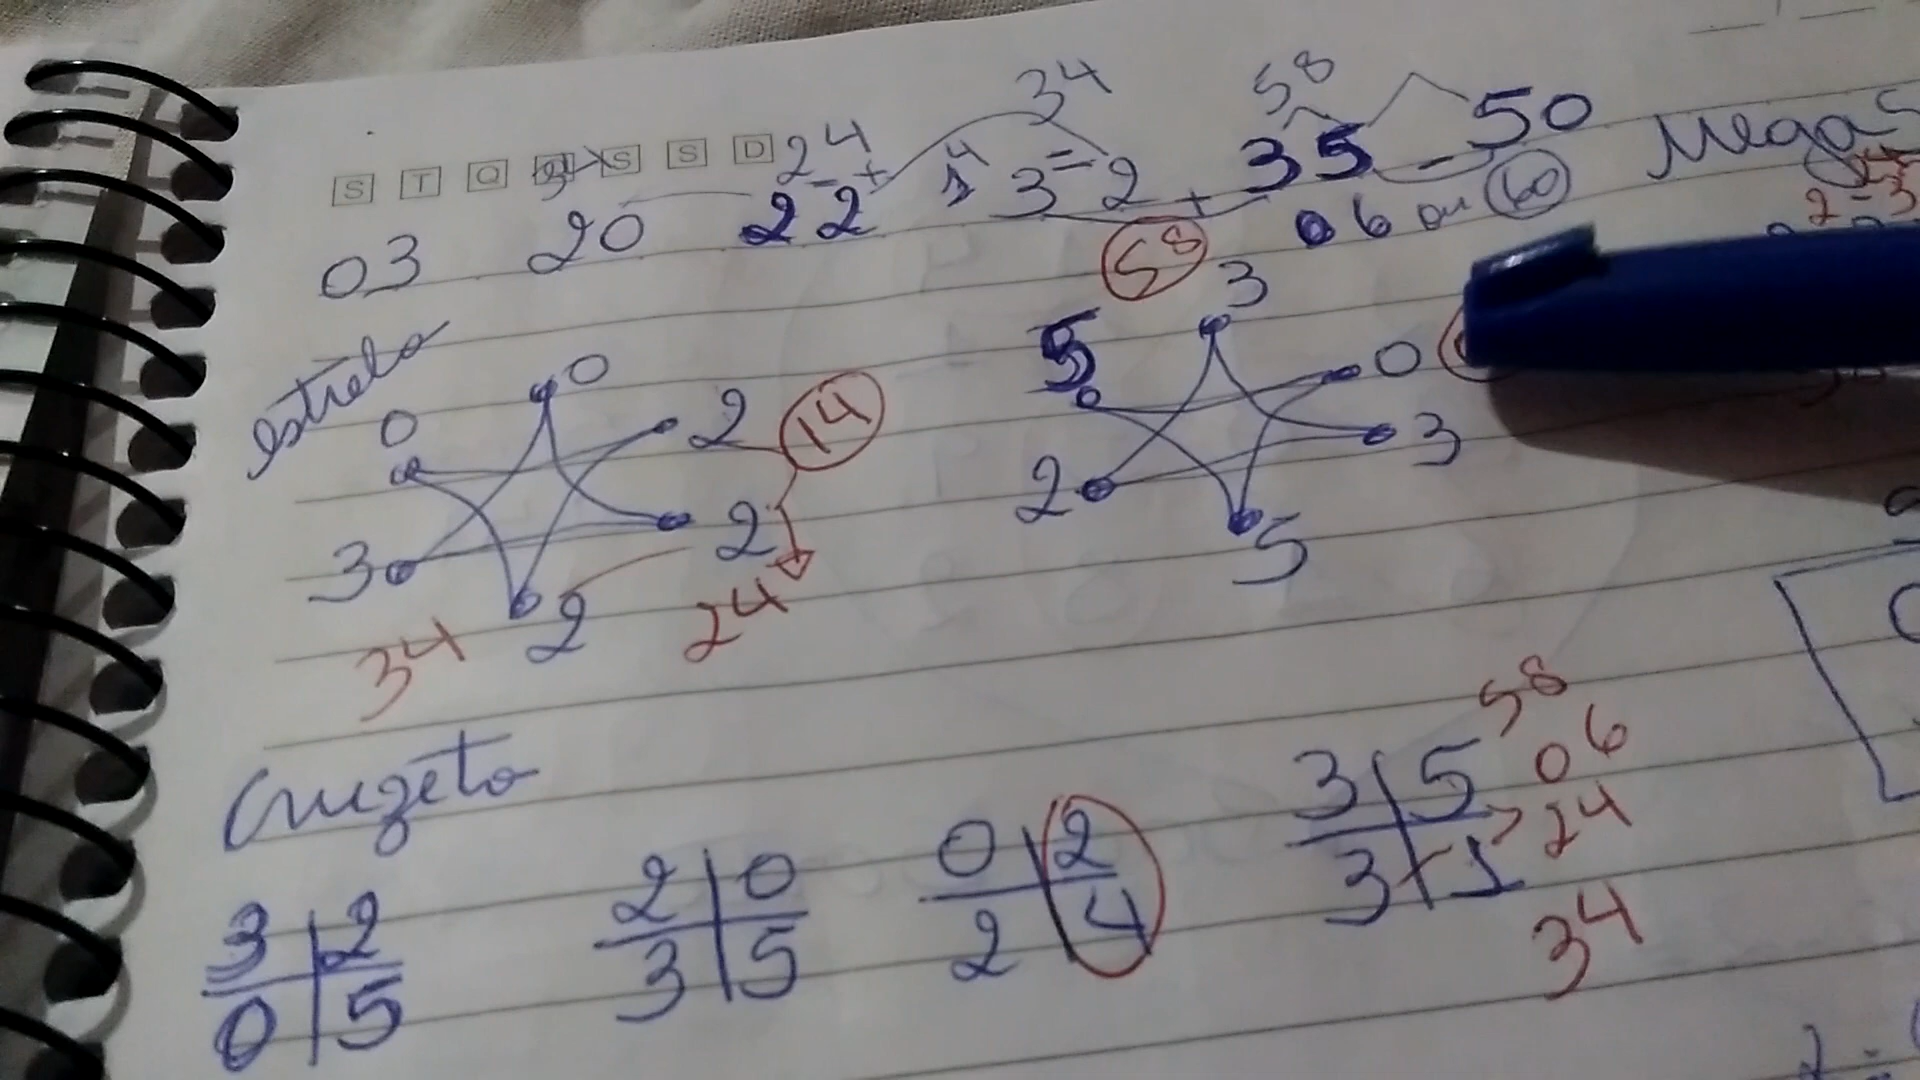 34 58
S T Q S S D 24 4 50 Mega S
03 20 22 3 2 35 06 ou 60
58
estrela
0 0 2 14
3 2 2
34 24
5 3 0
2 3
5
Cruzeta
58
06
24
34
3 2 2 0 0 2 3 5
0 5 3 5 2 4 3 1